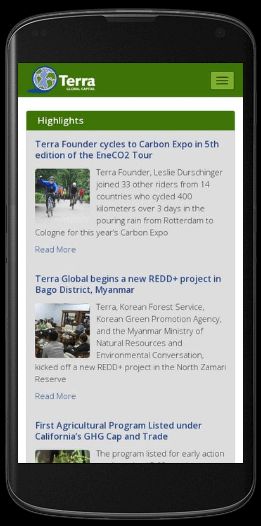 Terra
GLOBAL CAPITAL
Highlights
Terra Founder cycles to Carbon Expo in 5th
edition of the EneCO2 Tour
Terra Founder, Leslie Durschinger
joined 33 other riders from 14
countries who cycled 400
kilometers over 3 days in the
pouring rain from Rotterdam to
Cologne for this year's Carbon Expo
Read More
Terra Global begins a new REDD+ project in
Bago District, Myanmar
Terra, Korean Forest Service,
Korean Green Promotion Agency,
and the Myanmar Ministry of
Natural Resources and
Environmental Conversation,
kicked off a new REDD+ project in the North Zamari
Reserve
Read More
First Agricultural Program Listed under
California's GHG Cap and Trade
The program listed for early action